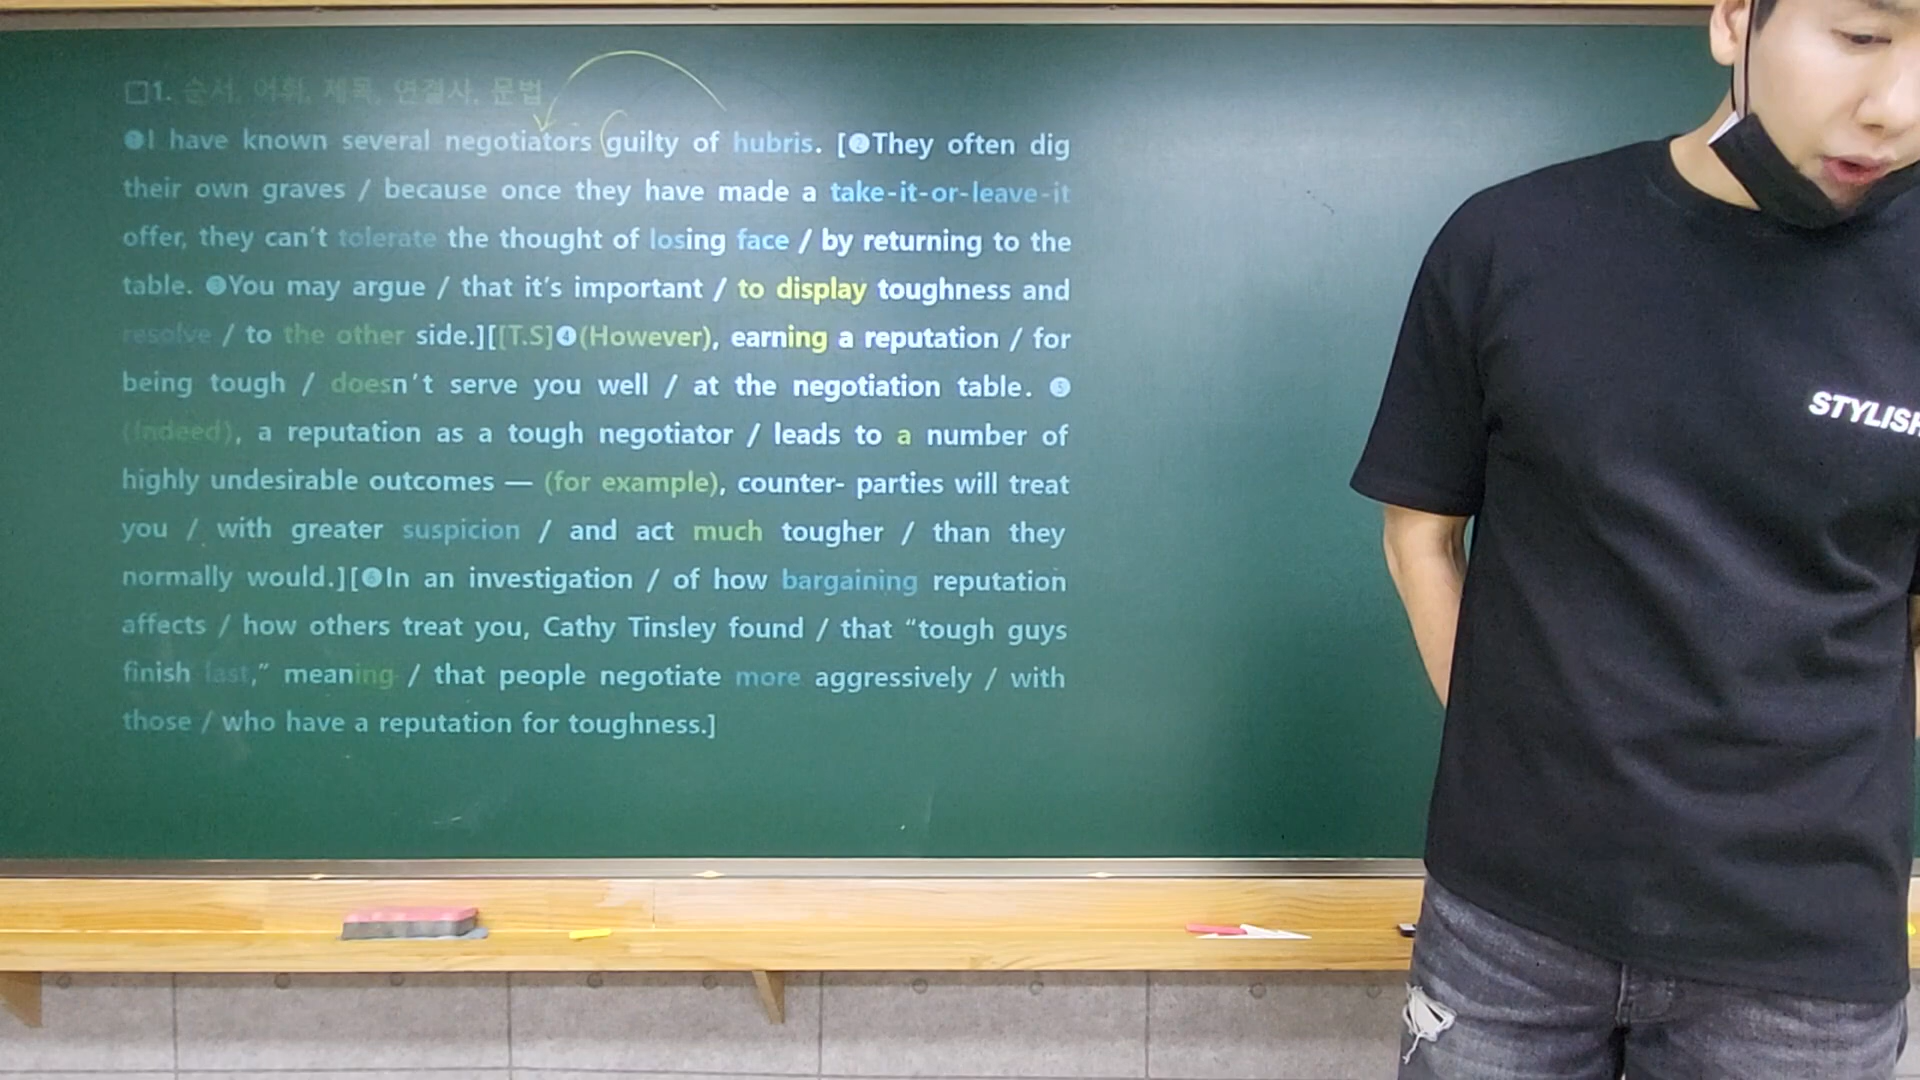 □1. 순서, 어휘, 제목, 연결사, 문법
❶I have known several negotiators guilty of hubris. [❷They often dig
their own graves / because once they have made a take-it-or-leave-it
offer, they can't tolerate the thought of losing face / by returning to the
table. ❸You may argue / that it's important / to display toughness and
resolve / to the other side.][[T.S]❹(However), earning a reputation / for
being tough / doesn't serve you well / at the negotiation table. ❺
(Indeed), a reputation as a tough negotiator / leads to a number of
highly undesirable outcomes — (for example), counter- parties will treat
you / with greater suspicion / and act much tougher / than they
normally would.][❻In an investigation / of how bargaining reputation
affects / how others treat you, Cathy Tinsley found / that “tough guys
finish last,” meaning / that people negotiate more aggressively / with
those / who have a reputation for toughness.]
STYLISH